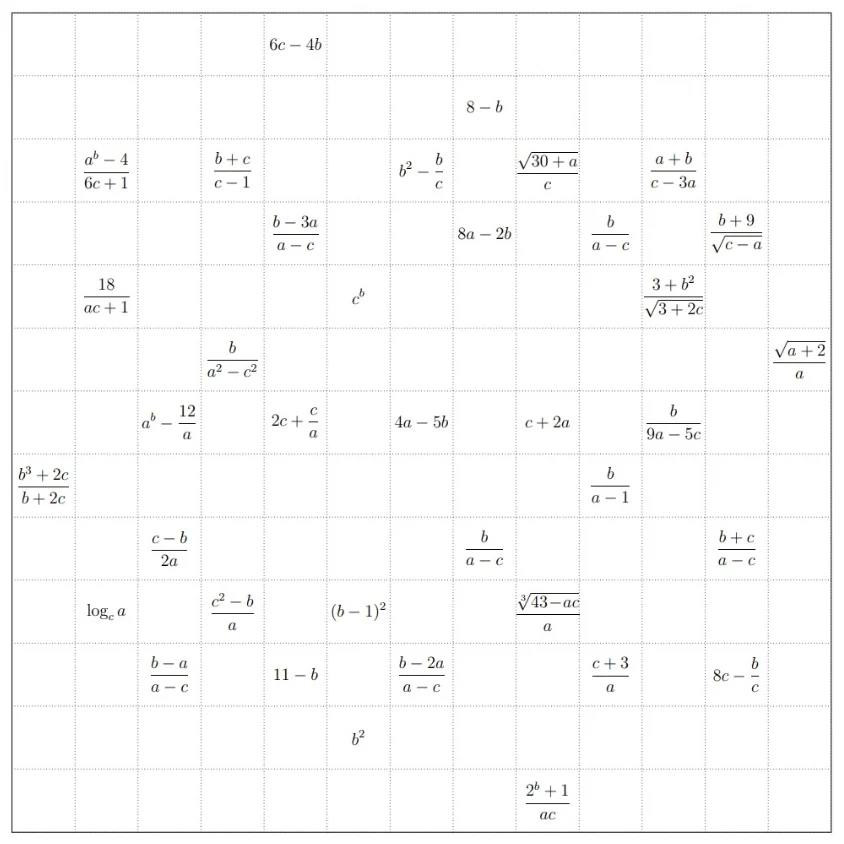 6c − 4b
8 − b
(a^b − 4)/(6c + 1) (b + c)/(c − 1) b² − b/c √(30 + a)/c (a + b)/(c − 3a)
(b − 3a)/(a − c) 8a − 2b b/(a − c) (b + 9)/√(c − a)
18/(ac + 1) c^b (3 + b²)/√(3 + 2c)
b/(a² − c²) √(a + 2)/a
a^b − 12/a 2c + c/a 4a − 5b c + 2a b/(9a − 5c)
(b³ + 2c)/(b + 2c) b/(a − 1)
(c − b)/(2a) b/(a − c) (b + c)/(a − c)
log_c a (c² − b)/a (b − 1)² ∛(43−ac)/a
(b − a)/(a − c) 11 − b (b − 2a)/(a − c) (c + 3)/a 8c − b/c
b²
(2^b + 1)/(ac)